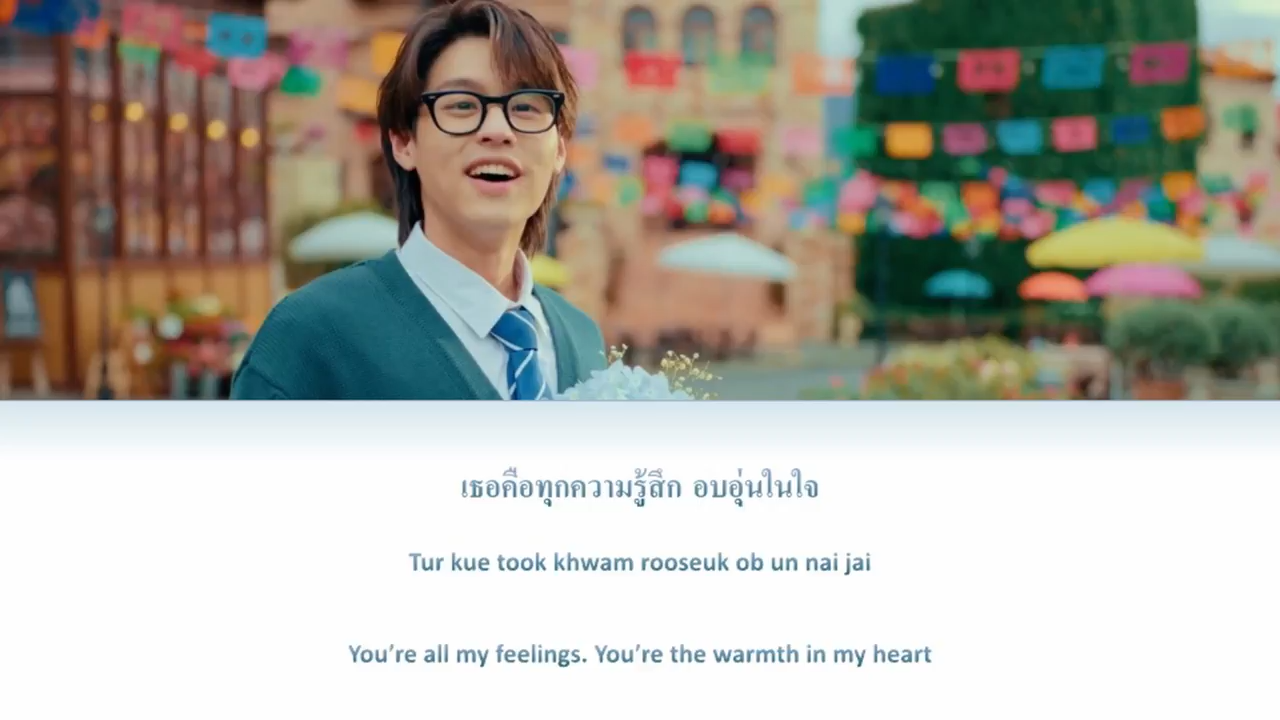 เธอคือทุกความรู้สึก อบอุ่นในใจ
Tur kue took khwam rooseuk ob un nai jai
You’re all my feelings. You’re the warmth in my heart